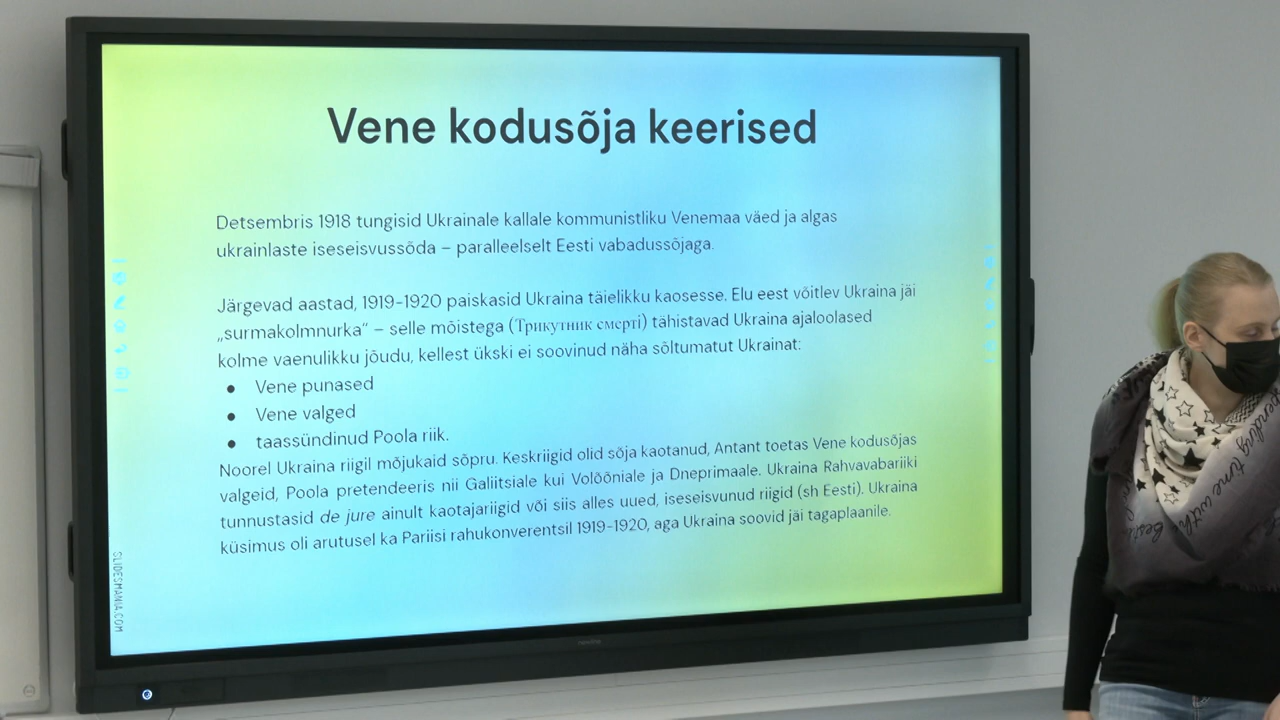 Vene kodusõja keerised
Detsembris 1918 tungisid Ukrainale kallale kommunistliku Venemaa väed ja algas
ukrainlaste iseseisvussõda – paralleelselt Eesti vabadussõjaga.
Järgevad aastad, 1919-1920 paiskasid Ukraina täielikku kaosesse. Elu eest võitlev Ukraina jäi
„surmakolmnurka“ – selle mõistega (Трикутник смерті) tähistavad Ukraina ajaloolased
kolme vaenulikku jõudu, kellest ükski ei soovinud näha sõltumatut Ukrainat:
● Vene punased
● Vene valged
● taassündinud Poola riik.
Noorel Ukraina riigil mõjukaid sõpru. Keskriigid olid sõja kaotanud, Antant toetas Vene kodusõjas
valgeid, Poola pretendeeris nii Galiitsiale kui Volõõniale ja Dneprimaale. Ukraina Rahvavabariiki
tunnustasid de jure ainult kaotajariigid või siis alles uued, iseseisvunud riigid (sh Eesti). Ukraina
küsimus oli arutusel ka Pariisi rahukonverentsil 1919-1920, aga Ukraina soovid jäi tagaplaanile.
SLIDESMANIA.COM
pending time with
Besti